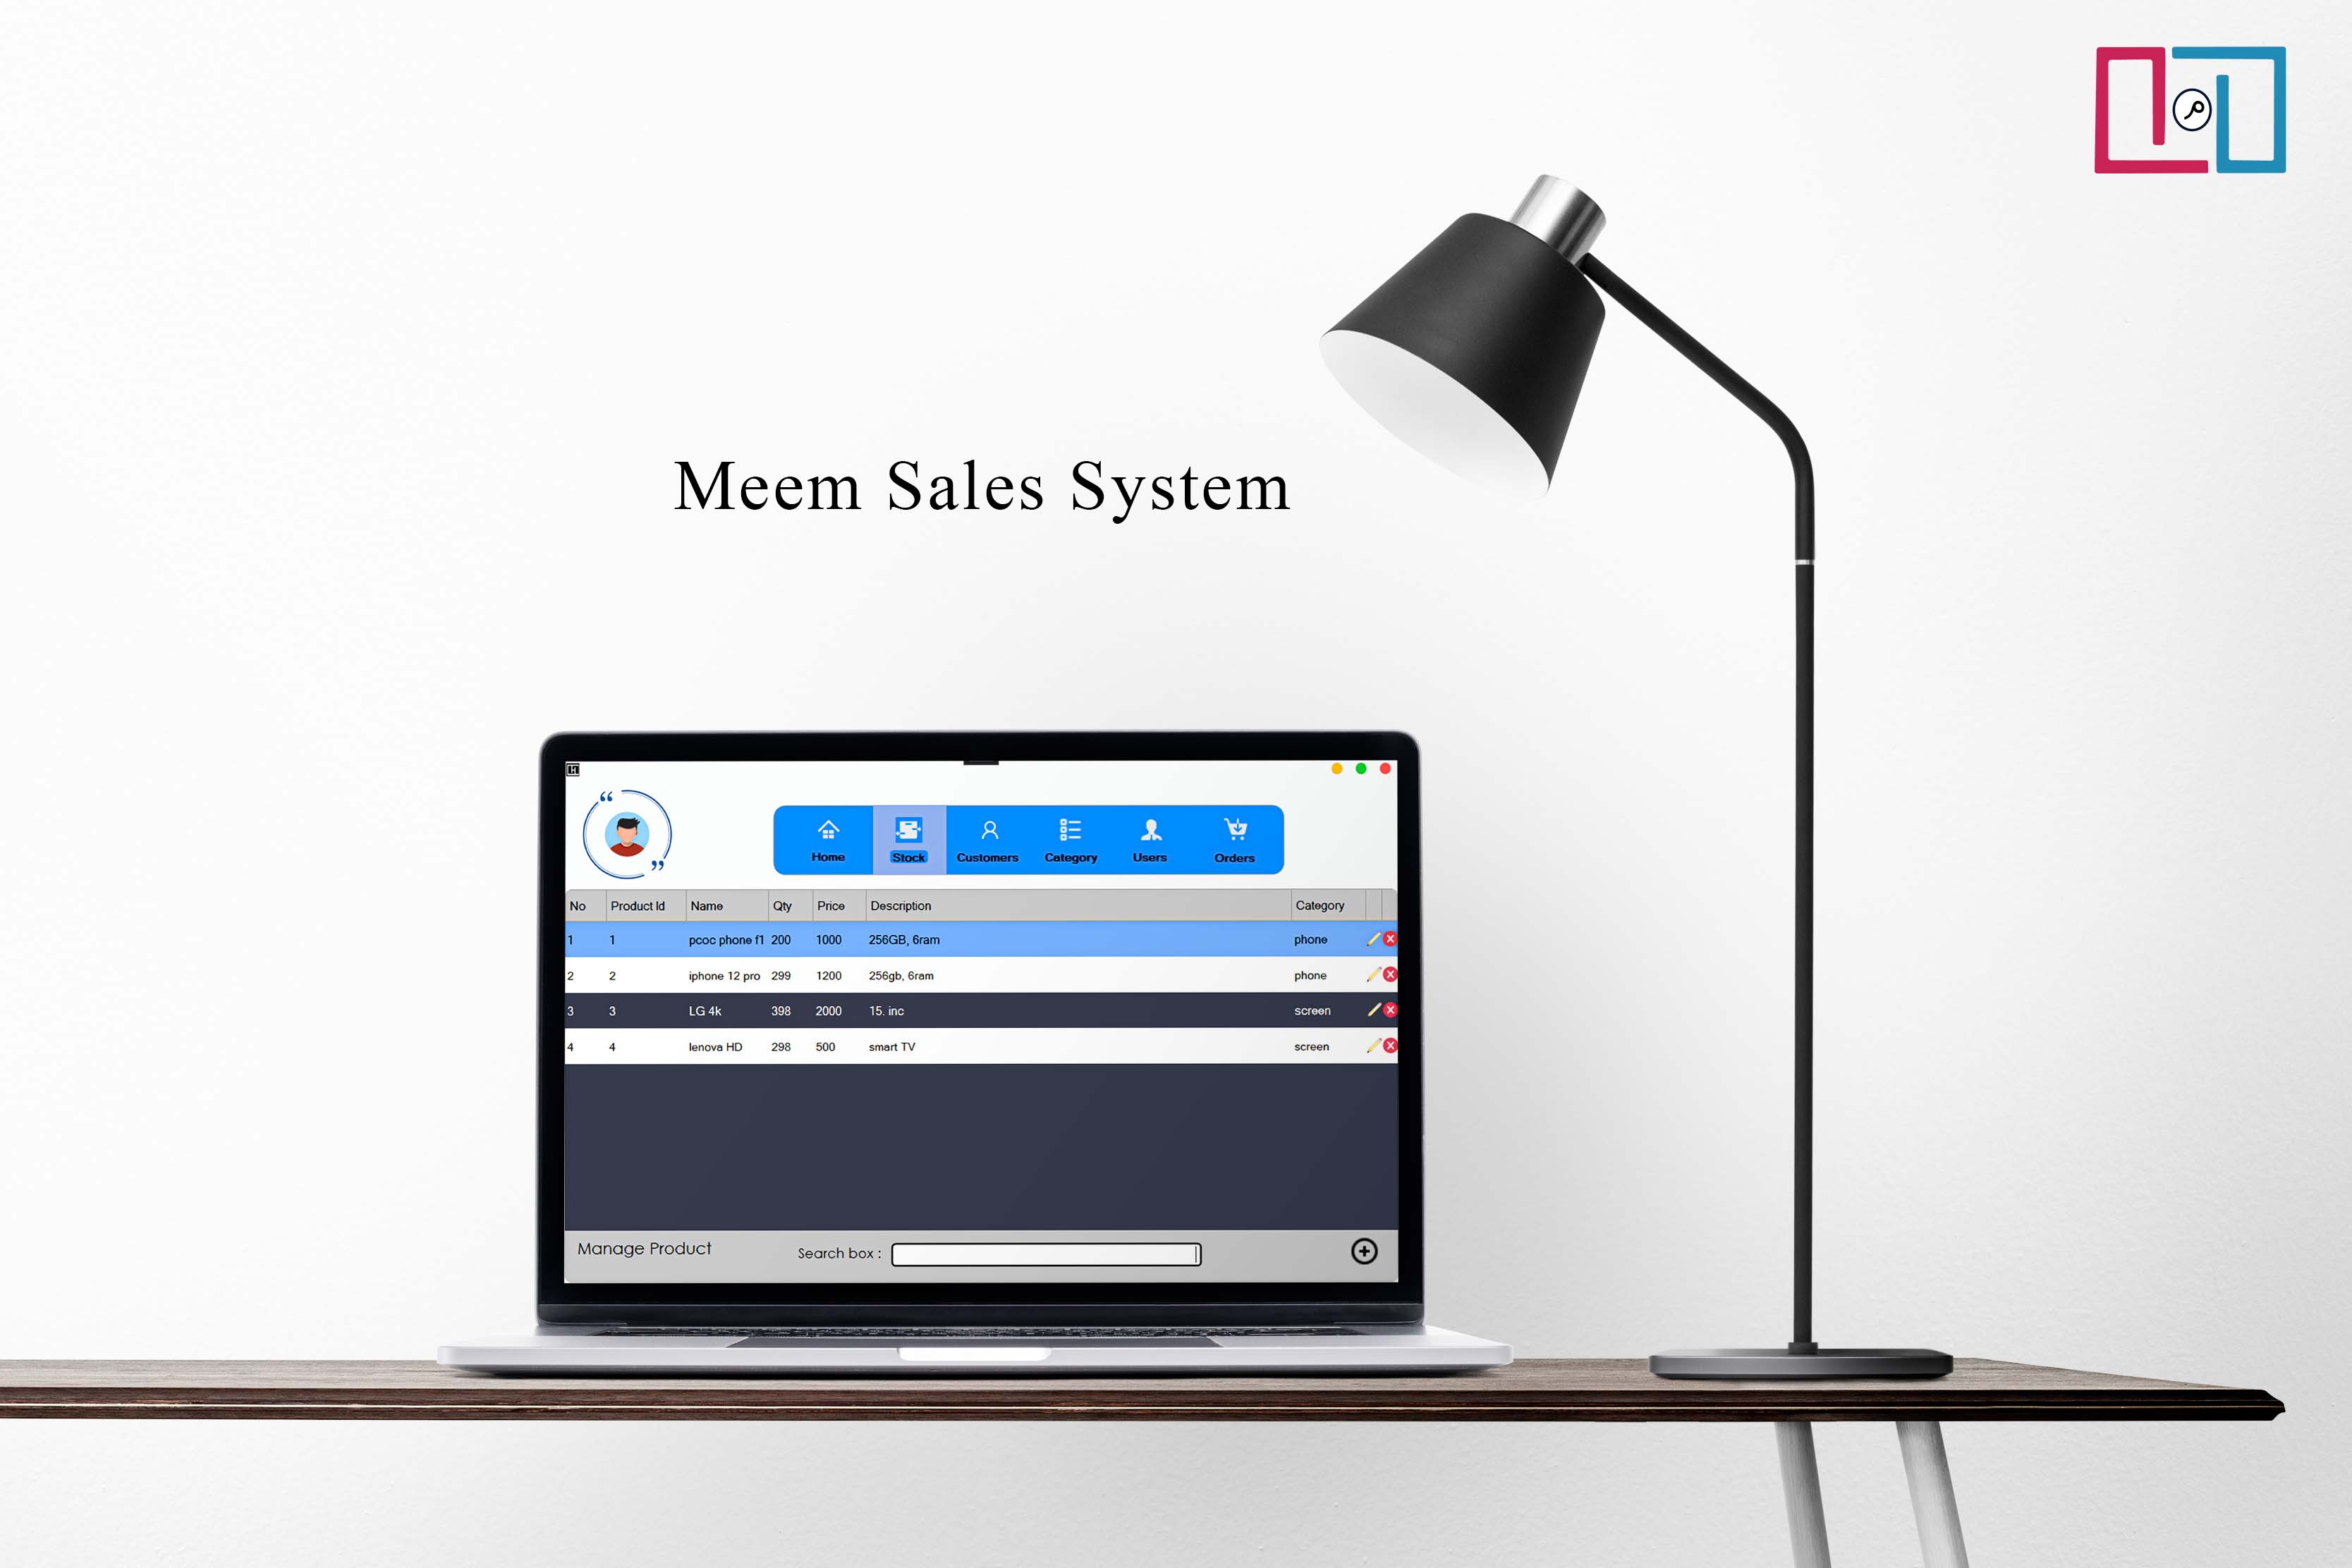 م
Meem Sales System
Home Stock Customers Category Users Orders
No Product Id Name Qty Price Description Category
1 1 pcoc phone f1 200 1000 256GB, 6ram phone
2 2 iphone 12 pro 299 1200 256gb, 6ram phone
3 3 LG 4k 398 2000 15. inc screen
4 4 lenova HD 298 500 smart TV screen
Manage Product Search box :